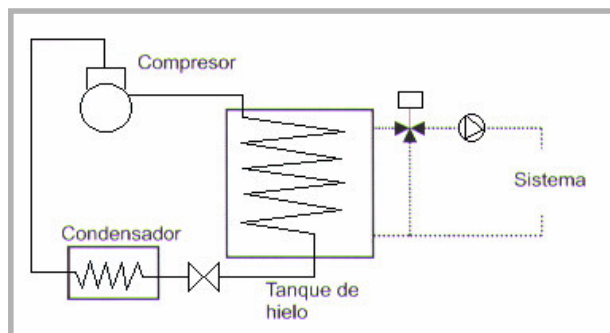 Compresor
Sistema
Condensador
Tanque de
hielo